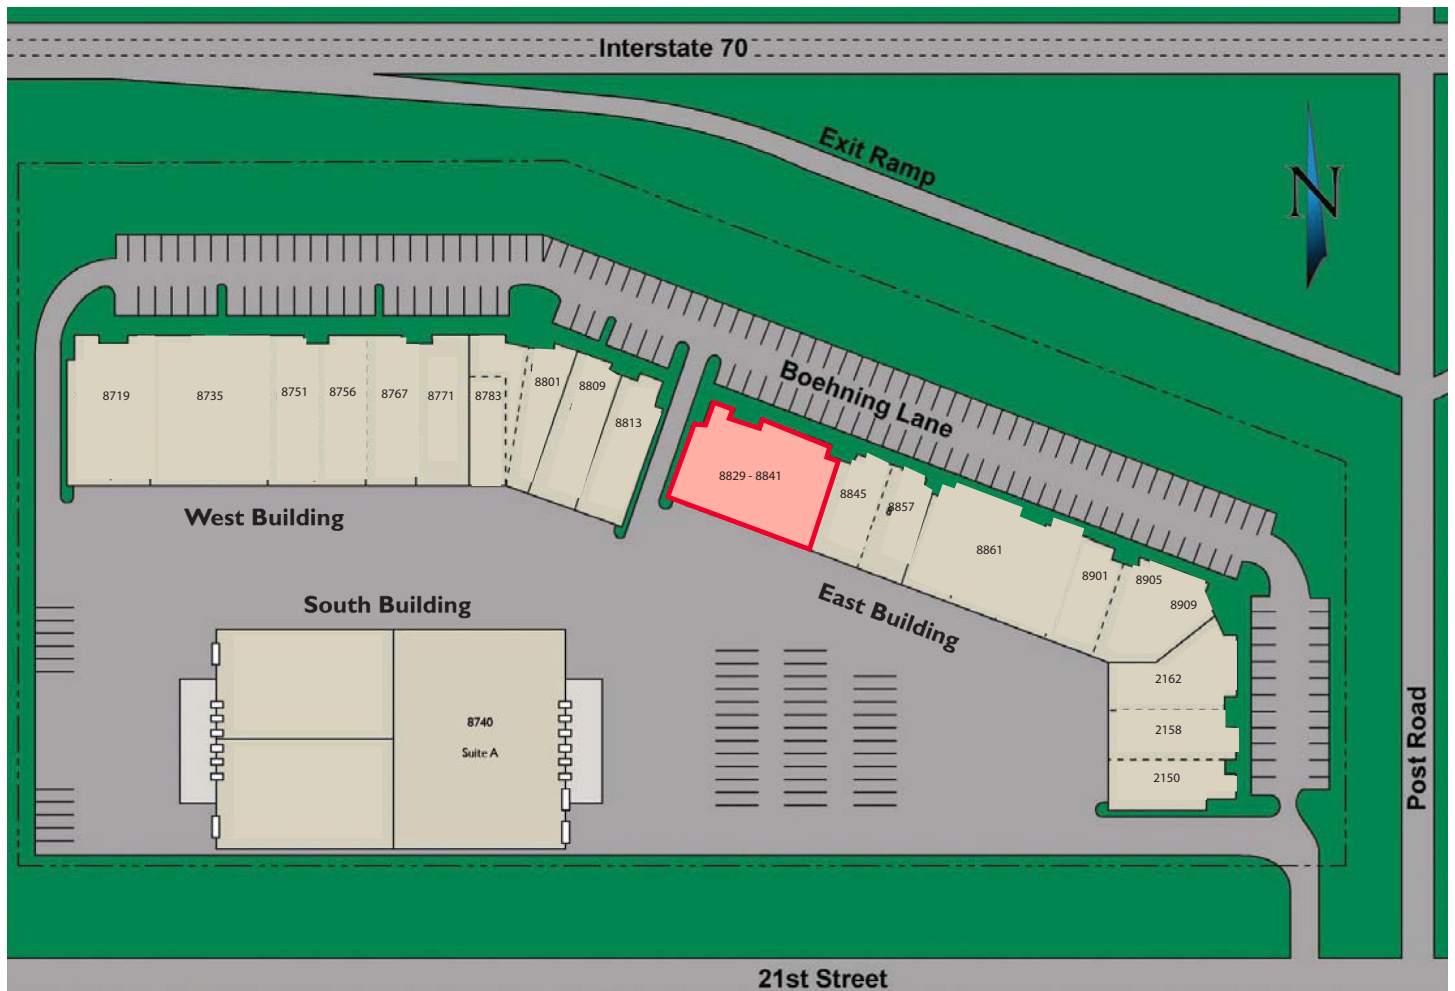 Interstate 70
Exit Ramp
N
Boehning Lane
8719
8735
8751
8756
8767
8771
8783
8801
8809
8813
8829 - 8841
8845
8857
8
8861
8901
8905
8909
West Building
South Building
East Building
8740
Suite A
2162
2158
2150
Post Road
21st Street